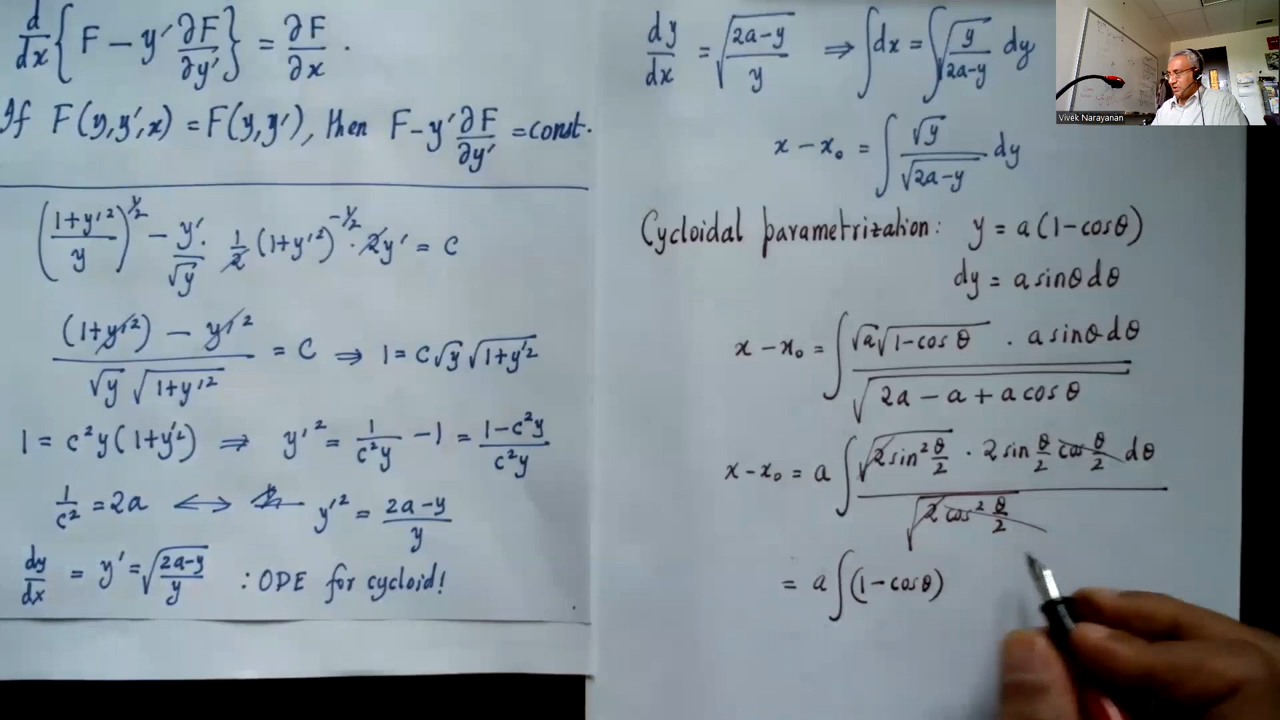 d/dx {F − y' ∂F/∂y'} = ∂F/∂x .
If F(y,y',x) = F(y,y'), then F − y' ∂F/∂y' = const.
((1+y'²)/y)^{1/2} − y'/√y · 1/2 (1+y'²)^{-1/2} · 2y' = C
((1+y'²) − y'²)/(√y √(1+y'²)) = C ⇒ 1 = C√y √(1+y'²)
1 = c²y(1+y'²) ⇒ y'² = 1/(c²y) − 1 = (1−c²y)/(c²y)
1/c² = 2a ⟷ y'² = (2a−y)/y
dy/dx = y' = √((2a−y)/y) : ODE for cycloid!
dy/dx = √((2a−y)/y) ⇒ ∫dx = ∫√(y/(2a−y)) dy
x − x₀ = ∫ √y/√(2a−y) dy
Cycloidal parametrization: y = a(1−cosθ)
dy = a sinθ dθ
x − x₀ = ∫ (√a √(1−cosθ) · a sinθ dθ)/√(2a − a + a cosθ)
x − x₀ = a ∫ (√(2 sin² θ/2) · 2 sin θ/2 cos θ/2 dθ)/√(2 cos² θ/2)
= a ∫ (1−cosθ)
Vivek Narayanan